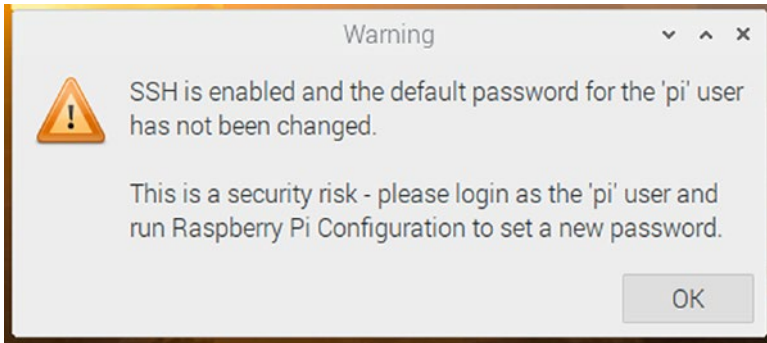 Warning
SSH is enabled and the default password for the 'pi' user
has not been changed.
This is a security risk - please login as the 'pi' user and
run Raspberry Pi Configuration to set a new password.
OK